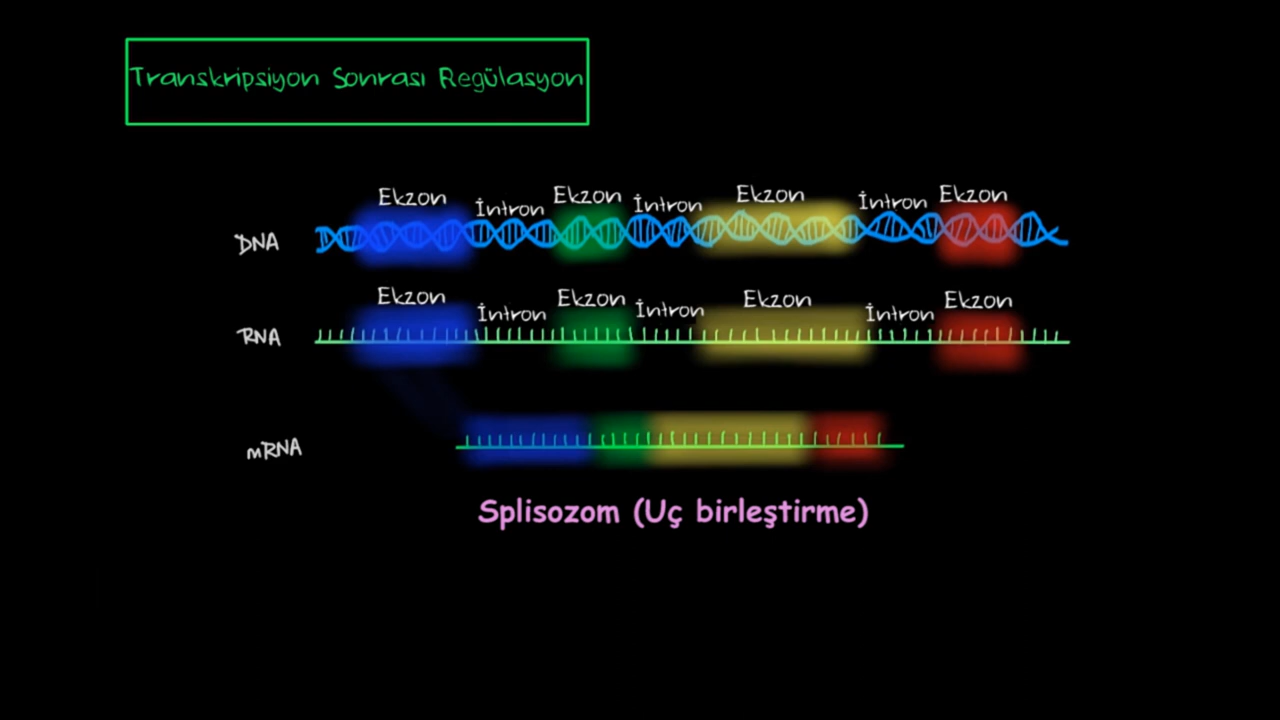 Transkripsiyon Sonrası Regülasyon
Ekzon İntron Ekzon İntron Ekzon İntron Ekzon
DNA
Ekzon İntron Ekzon İntron Ekzon İntron Ekzon
RNA
mRNA
Splisozom (Uç birleştirme)